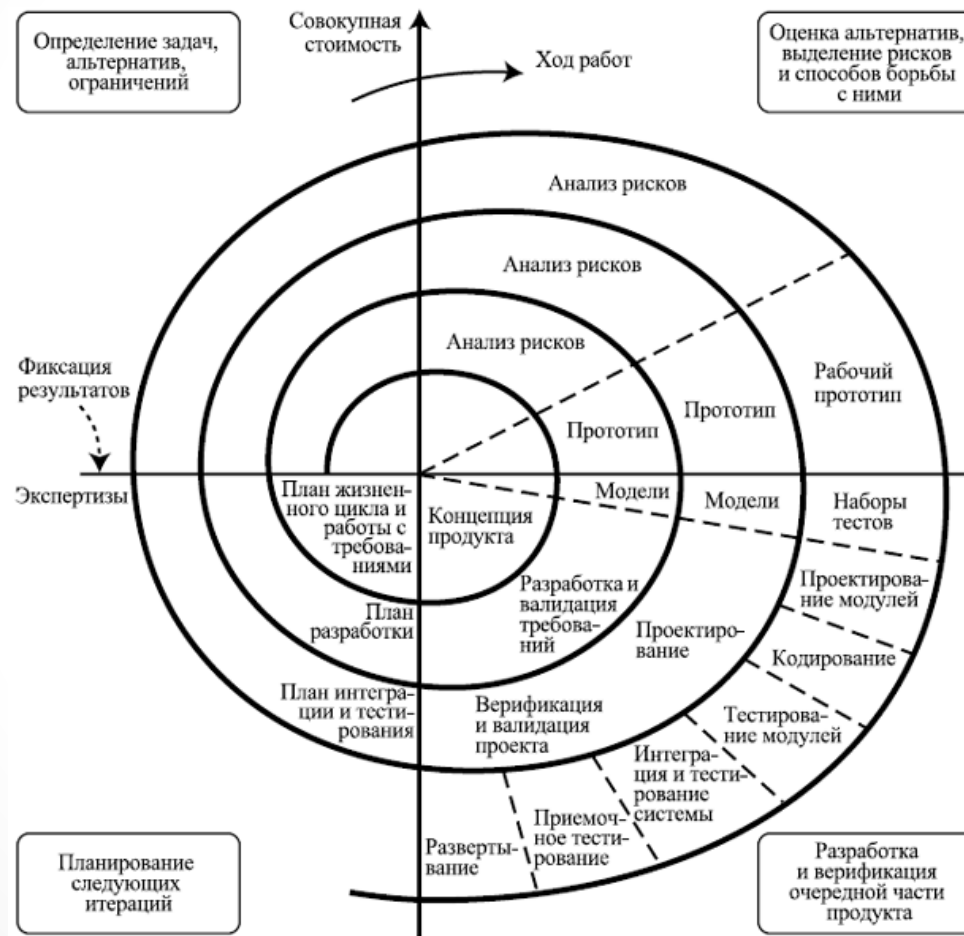 Определение задач,
альтернатив,
ограничений
Совокупная
стоимость
Ход работ
Оценка альтернатив,
выделение рисков
и способов борьбы
с ними
Анализ рисков
Анализ рисков
Анализ рисков
Фиксация
результатов
Рабочий
прототип
Прототип
Прототип
Экспертизы
План жизнен-
ного цикла и
работы с
требова-
ниями
Концепция
продукта
Модели
Модели
Наборы
тестов
Проектирова-
ние модулей
План
разработки
Разработка и
валидация
требова-
ний
Проектиро-
вание
Кодирование
План интегра-
ции и тести-
рования
Верификация
и валидация
проекта
Тестирова-
ние модулей
Интегра-
ция и тести-
рование
системы
Приемоч-
ное тести-
рование
Разверты-
вание
Планирование
следующих
итераций
Разработка
и верификация
очередной части
продукта